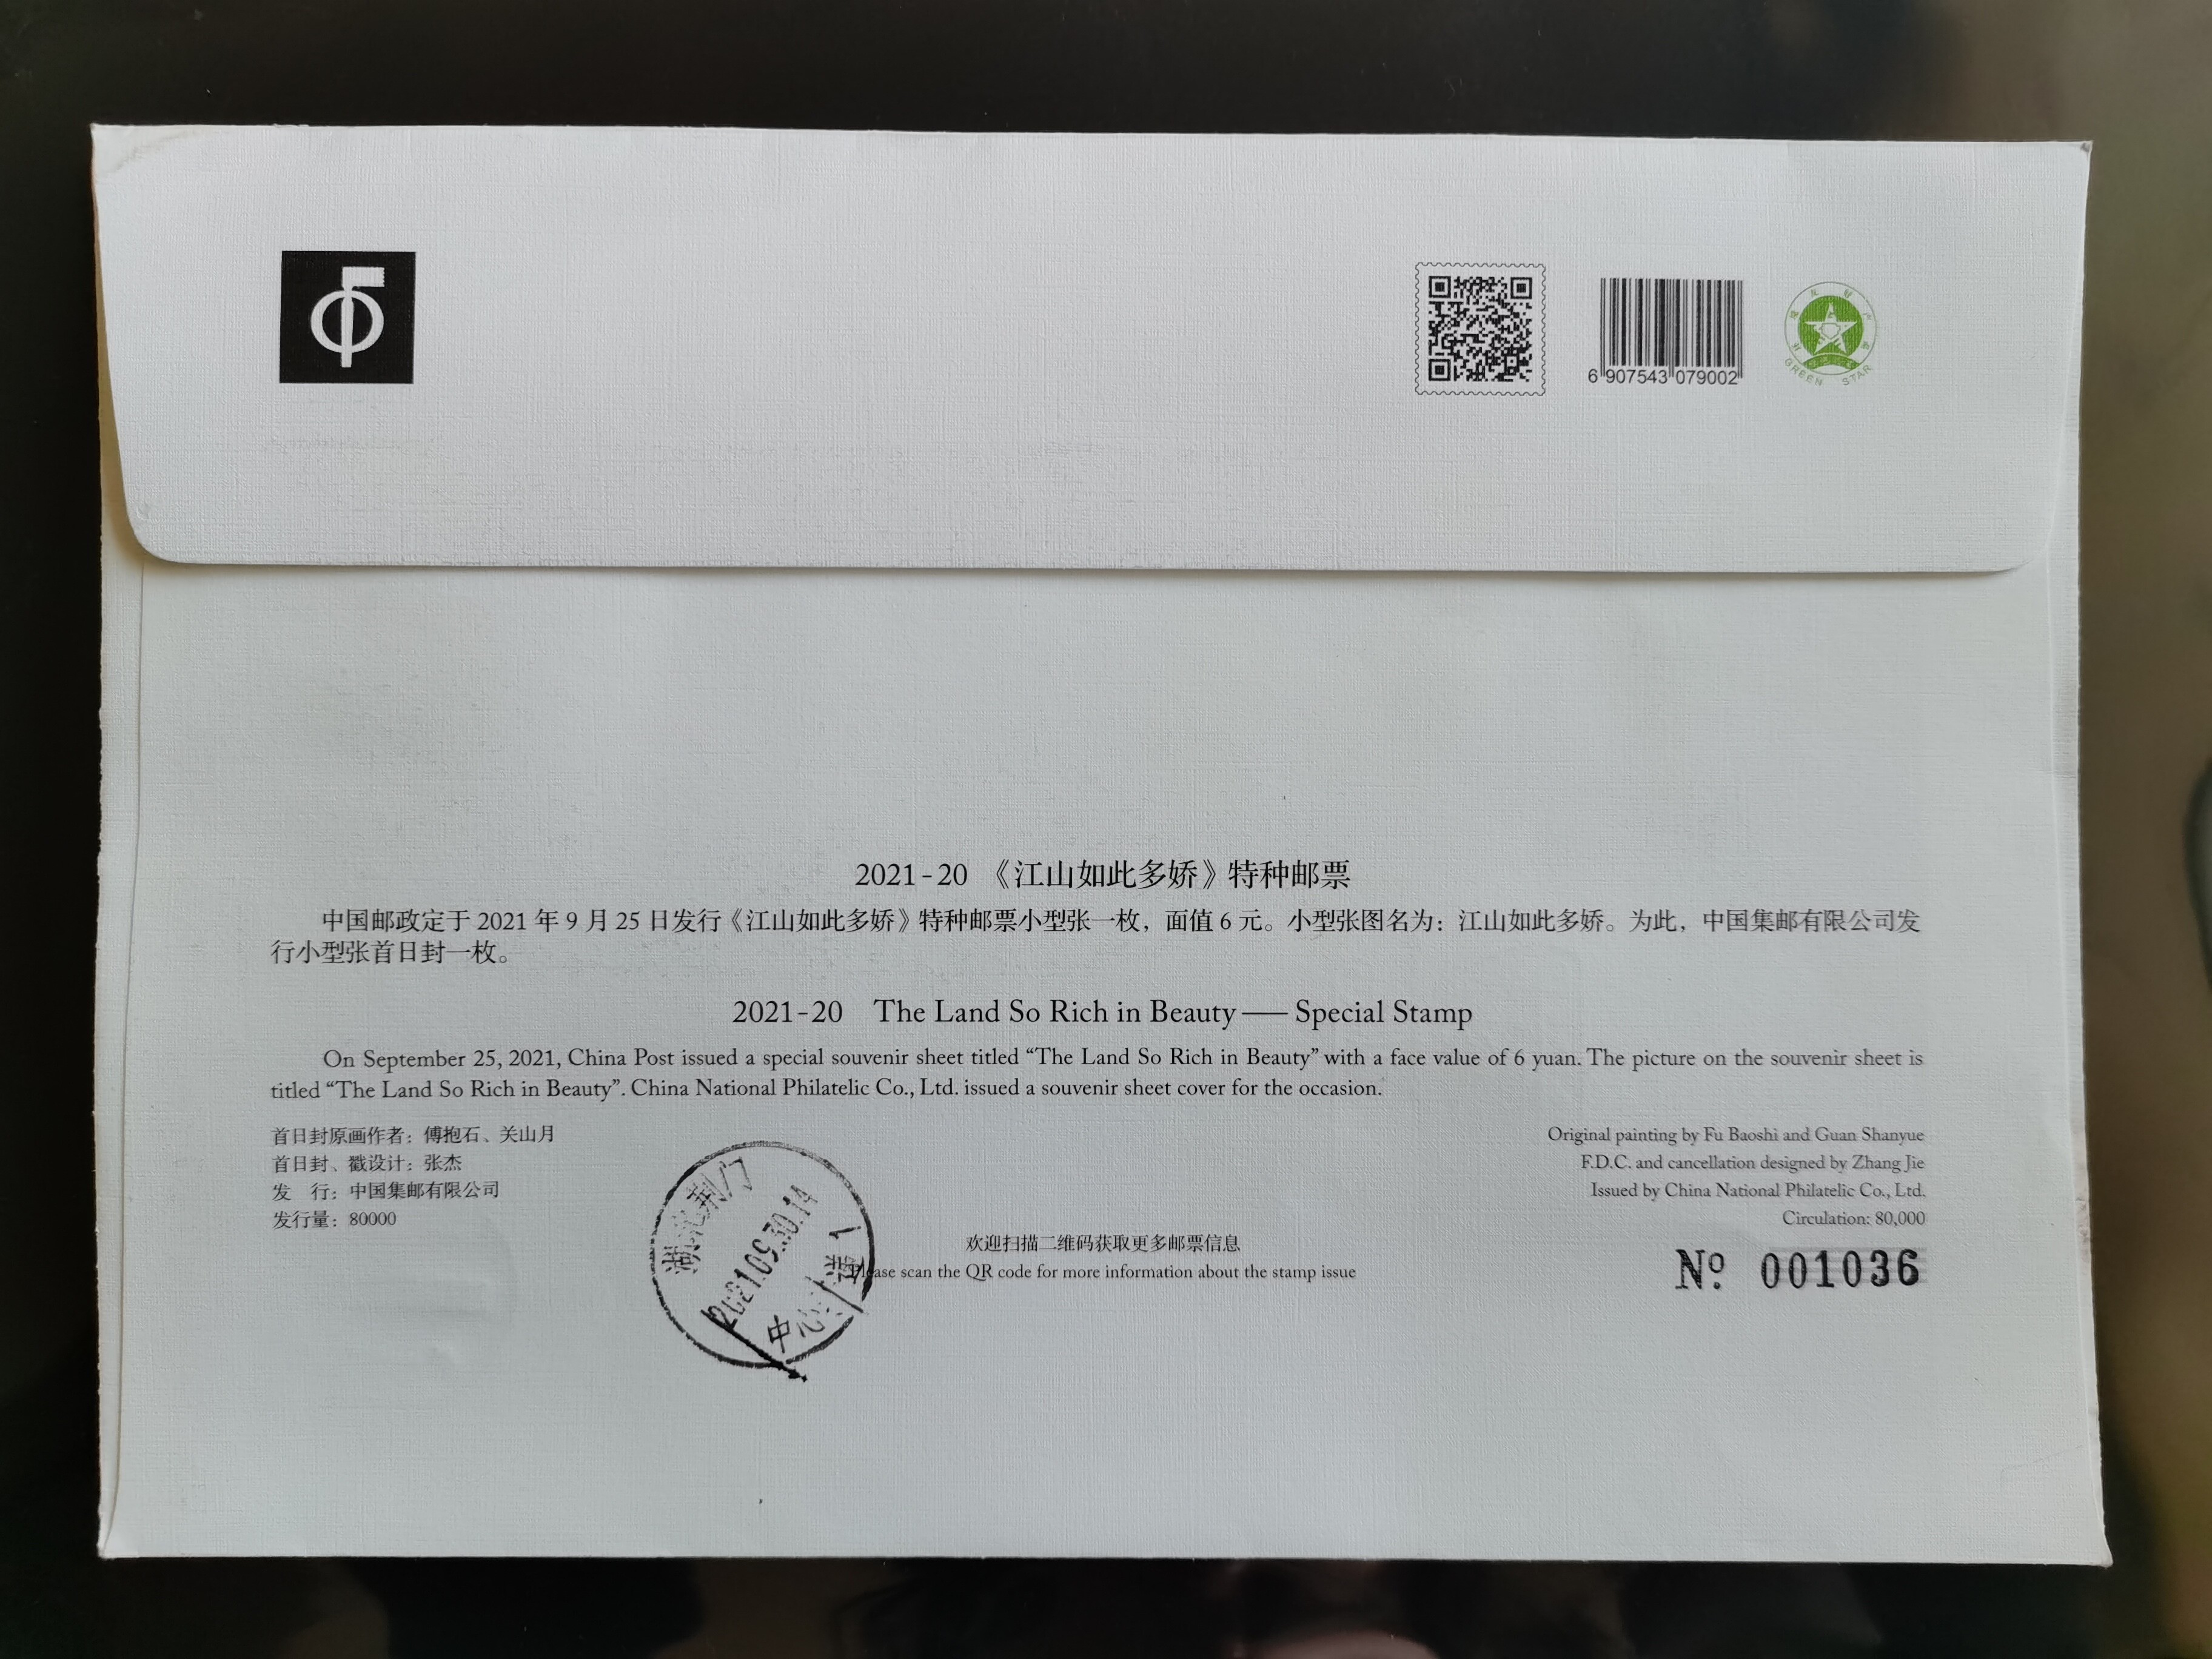 6 907543 079002
GREEN STAR
2021-20 《江山如此多娇》特种邮票
中国邮政定于 2021 年 9 月 25 日发行《江山如此多娇》特种邮票小型张一枚，面值 6 元。小型张图名为：江山如此多娇。为此，中国集邮有限公司发
行小型张首日封一枚。
2021-20 The Land So Rich in Beauty —— Special Stamp
On September 25, 2021, China Post issued a special souvenir sheet titled “The Land So Rich in Beauty” with a face value of 6 yuan. The picture on the souvenir sheet is
titled “The Land So Rich in Beauty”. China National Philatelic Co., Ltd. issued a souvenir sheet cover for the occasion.
首日封原画作者：傅抱石、关山月
首日封、戳设计：张杰
发 行：中国集邮有限公司
发行量：80000
Original painting by Fu Baoshi and Guan Shanyue
F.D.C. and cancellation designed by Zhang Jie
Issued by China National Philatelic Co., Ltd.
Circulation: 80,000
湖北荆门
2021.09.30.14
中心
欢迎扫描二维码获取更多邮票信息
Please scan the QR code for more information about the stamp issue
Nº 001036